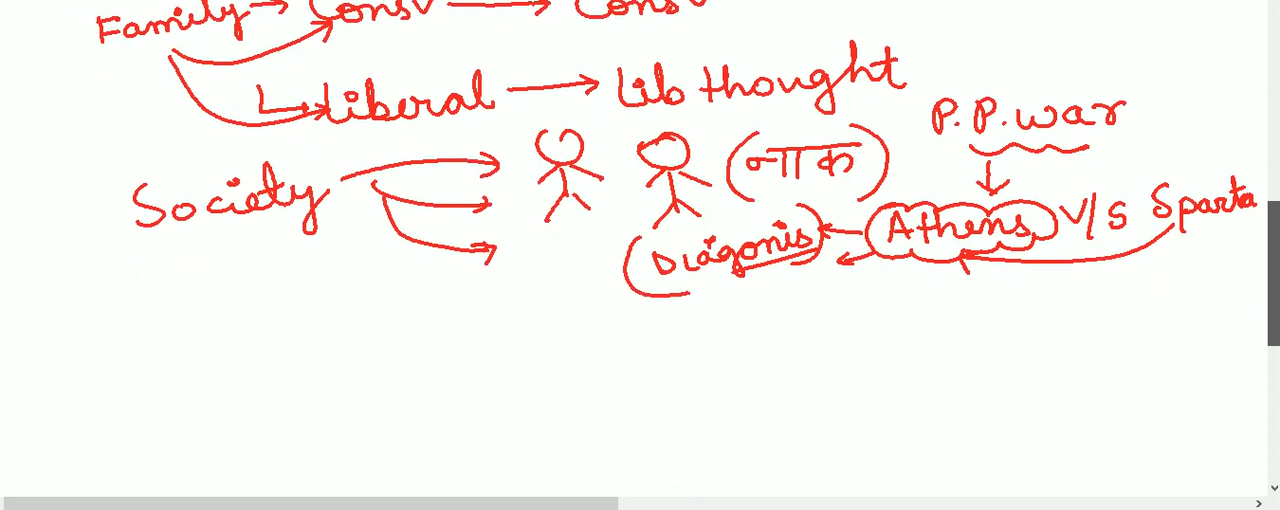 Family → Consv → Consv
Liberal → Lib thought
P.P. war
Society (नाक)
(Diagonis) Athens V/s Sparta